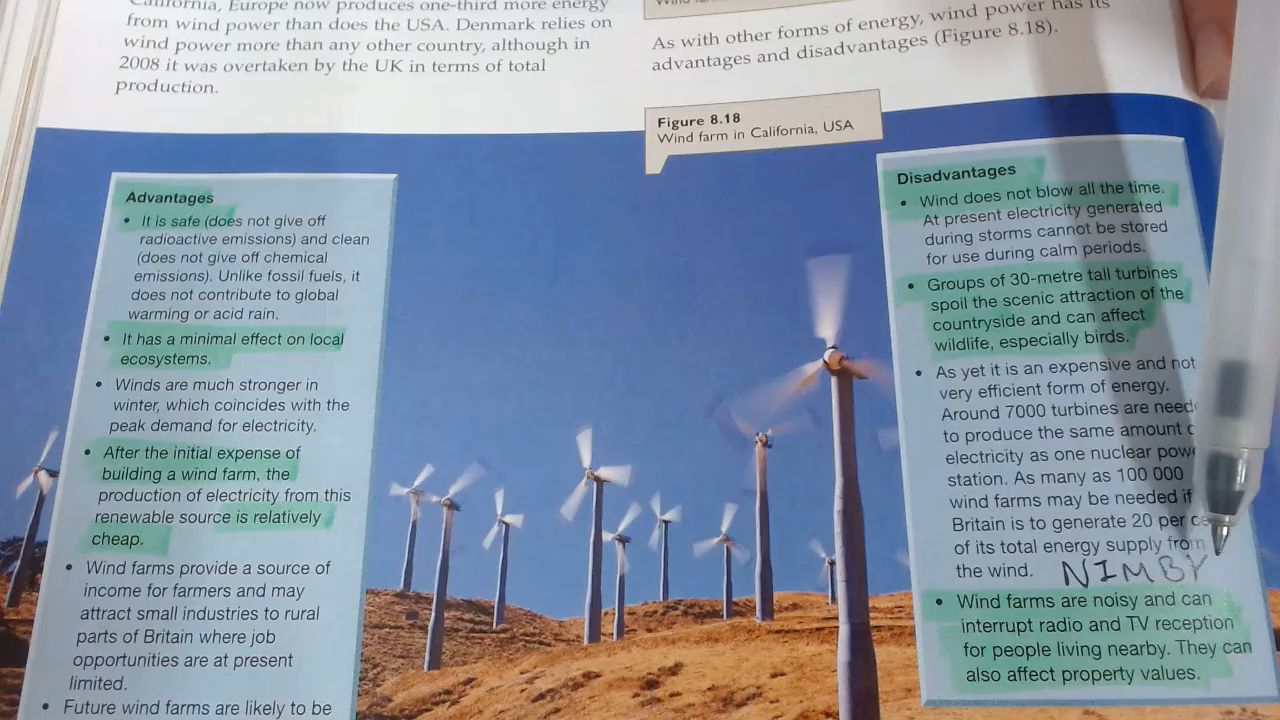 California, Europe now produces one-third more energy
from wind power than does the USA. Denmark relies on
wind power more than any other country, although in
2008 it was overtaken by the UK in terms of total
production.
As with other forms of energy, wind power has its
advantages and disadvantages (Figure 8.18).
Figure 8.18
Wind farm in California, USA
Advantages
• It is safe (does not give off
radioactive emissions) and clean
(does not give off chemical
emissions). Unlike fossil fuels, it
does not contribute to global
warming or acid rain.
• It has a minimal effect on local
ecosystems.
• Winds are much stronger in
winter, which coincides with the
peak demand for electricity.
• After the initial expense of
building a wind farm, the
production of electricity from this
renewable source is relatively
cheap.
• Wind farms provide a source of
income for farmers and may
attract small industries to rural
parts of Britain where job
opportunities are at present
limited.
• Future wind farms are likely to be
Disadvantages
• Wind does not blow all the time.
At present electricity generated
during storms cannot be stored
for use during calm periods.
• Groups of 30-metre tall turbines
spoil the scenic attraction of the
countryside and can affect
wildlife, especially birds.
• As yet it is an expensive and not
very efficient form of energy.
Around 7000 turbines are
to produce the same amount
electricity as one nuclear
station. As many as 100 000
wind farms may be needed if
Britain is to generate 20 per
of its total energy supply from
the wind. NIMBY
• Wind farms are noisy and can
interrupt radio and TV reception
for people living nearby. They can
also affect property values.